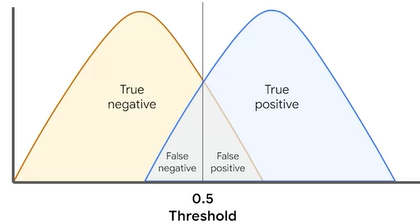 True
negative
True
positive
False
negative
False
positive
0.5
Threshold